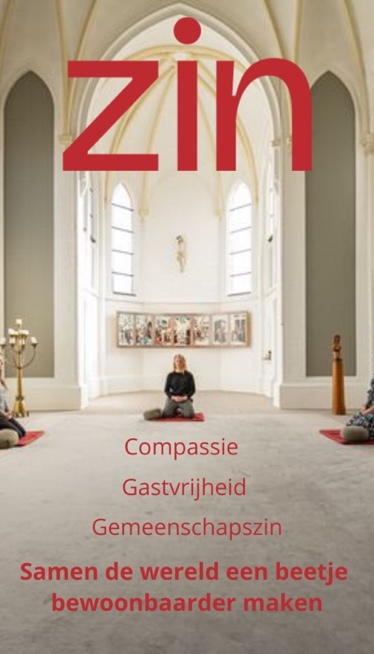 zin
Compassie
Gastvrijheid
Gemeenschapszin
Samen de wereld een beetje
bewoonbaarder maken